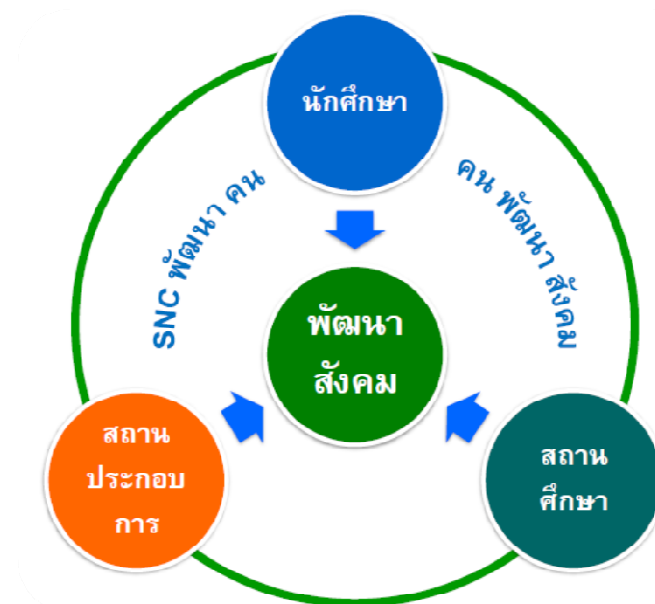 นักศึกษา
SNC พัฒนา คน
คน พัฒนา สังคม
พัฒนา
สังคม
สถาน
ประกอบ
การ
สถาน
ศึกษา